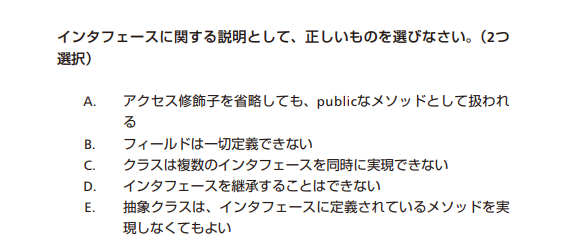 インタフェースに関する説明として、正しいものを選びなさい。(2つ
選択)
A. アクセス修飾子を省略しても、publicなメソッドとして扱われ
る
B. フィールドは一切定義できない
C. クラスは複数のインタフェースを同時に実現できない
D. インタフェースを継承することはできない
E. 抽象クラスは、インタフェースに定義されているメソッドを実
現しなくてもよい